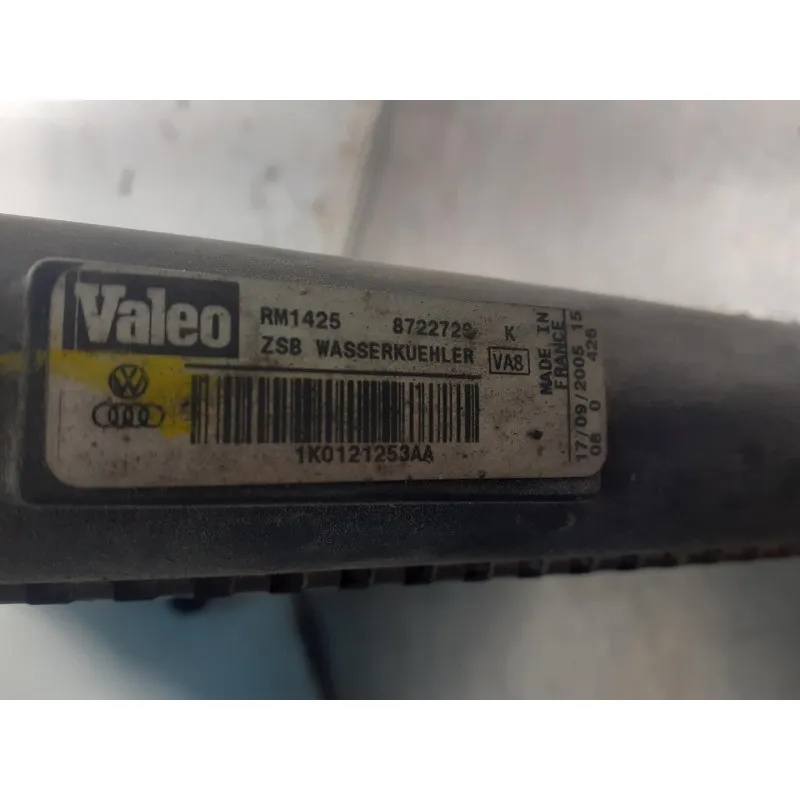 Valeo
RM1425 8722729 K
ZSB WASSERKUEHLER VA8
1K0121253AA
MADE IN
FRANCE
17/09/2005 15
08 0 426